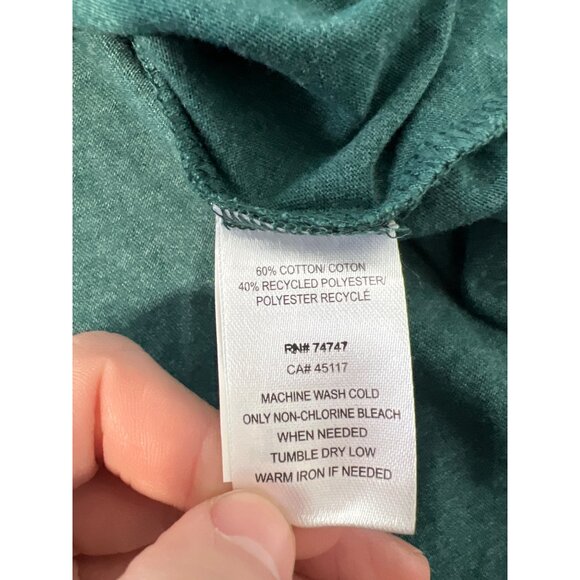 60% COTTON/ COTON
40% RECYCLED POLYESTER/
POLYESTER RECYCLÉ
RN# 74747
CA# 45117
MACHINE WASH COLD
ONLY NON-CHLORINE BLEACH
WHEN NEEDED
TUMBLE DRY LOW
WARM IRON IF NEEDED